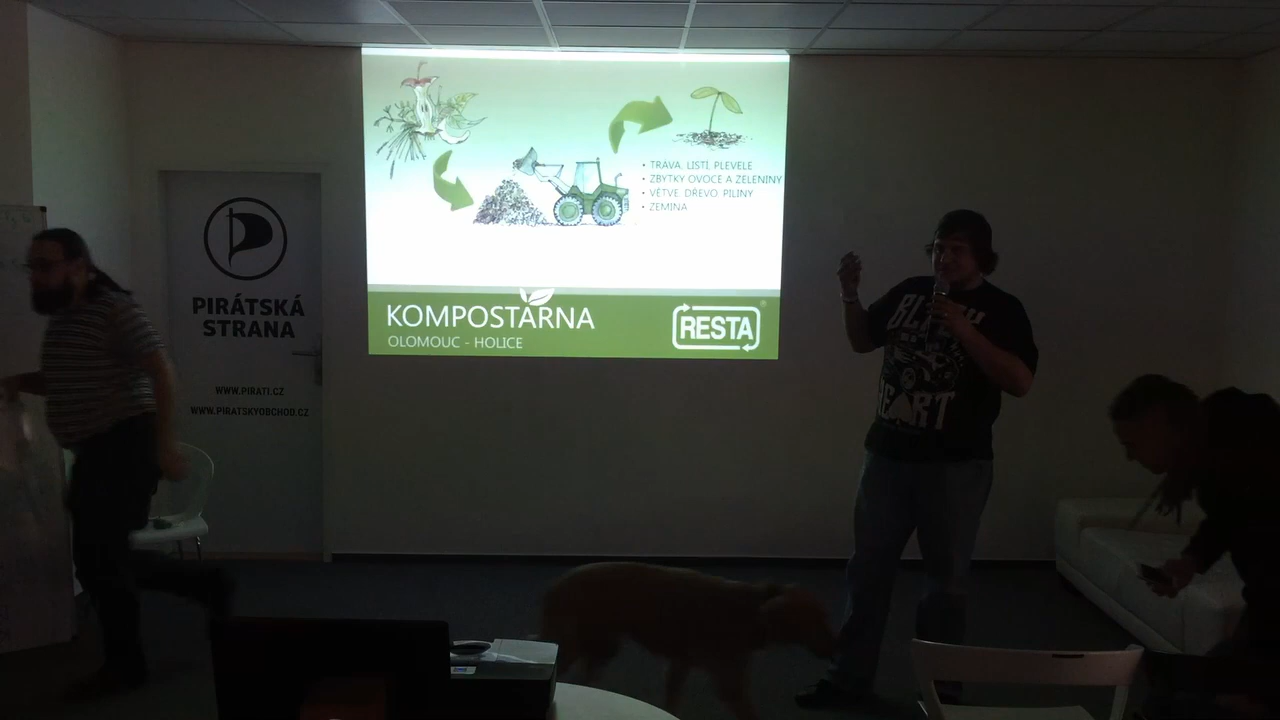 PIRÁTSKÁ
STRANA
WWW.PIRATI.CZ
WWW.PIRATSKYOBCHOD.CZ
• TRÁVA, LISTÍ, PLEVELE
• ZBYTKY OVOCE A ZELENINY
• VĚTVE, DŘEVO, PILINY
• ZEMINA
KOMPOSTÁRNA
OLOMOUC - HOLICE
RESTA